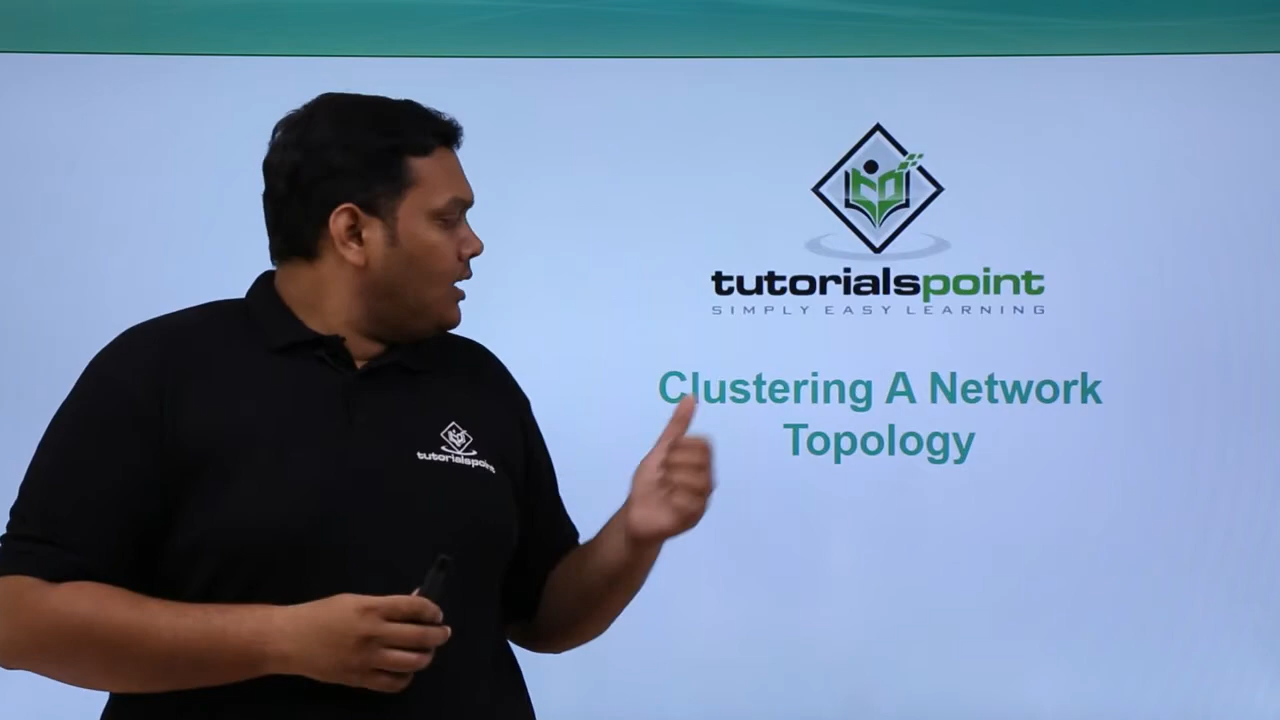 tutorialspoint
SIMPLY EASY LEARNING
Clustering A Network
Topology
tutorialspoint